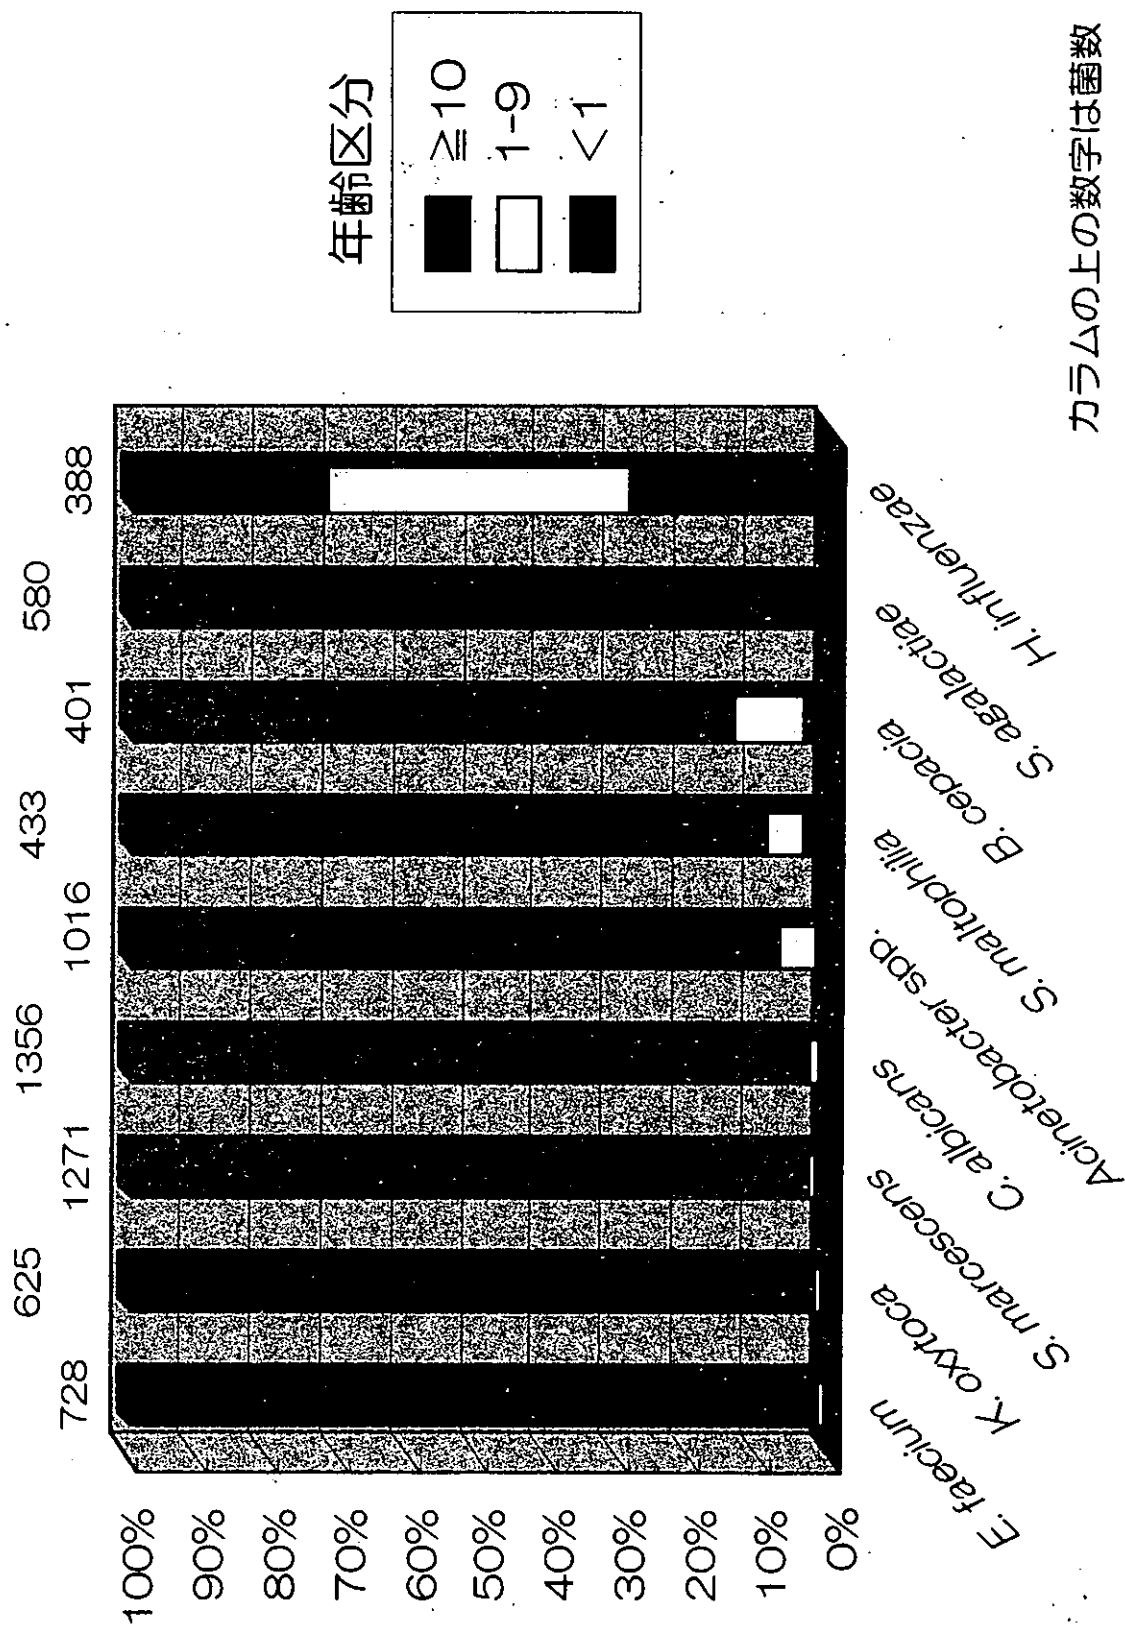 728
625
1271
1356
1016
433
401
580
388
100%
90%
80%
70%
60%
50%
40%
30%
20%
10%
0%
E. faecium
K. oxytoca
S. marcescens
C. albicans
Acinetobacter spp.
S. maltophilia
B. cepacia
S. agalactiae
H. influenzae
年齢区分
≧10
1-9
<1
カラムの上の数字は菌数